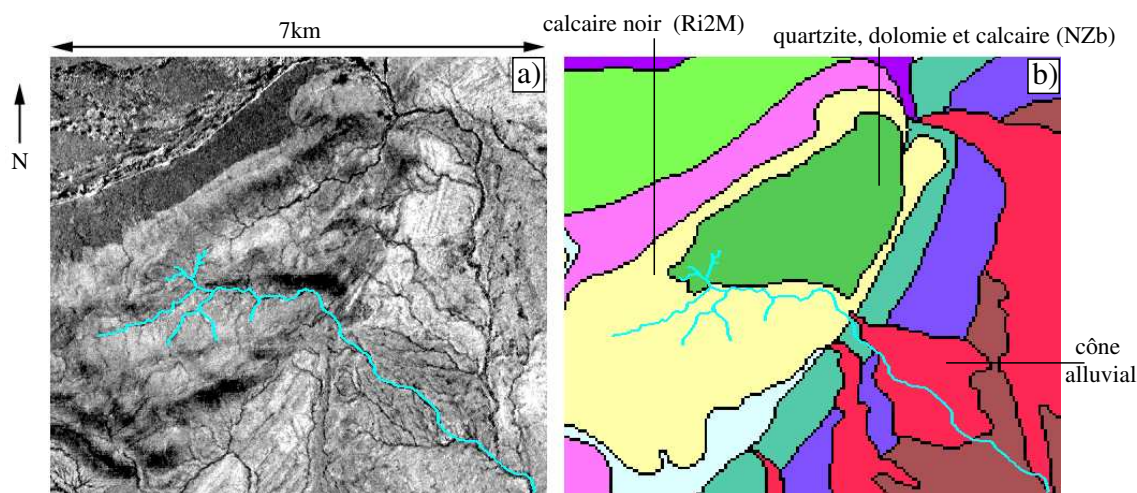 7km
calcaire noir (Ri2M)
quartzite, dolomie et calcaire (NZb)
a)
b)
N
cône
alluvial